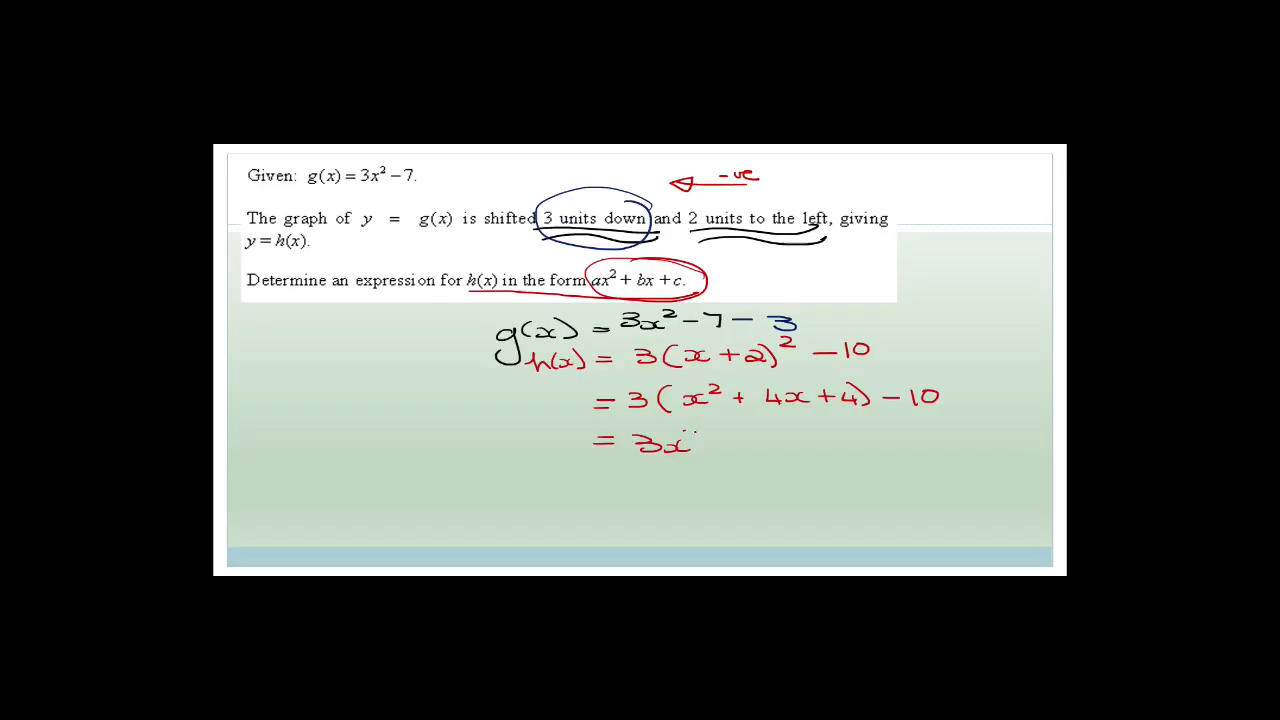 Given: g(x) = 3x² − 7.
−ve
The graph of y = g(x) is shifted 3 units down and 2 units to the left, giving
y = h(x).
Determine an expression for h(x) in the form ax² + bx + c.
g(x) = 3x² − 7 − 3
h(x) = 3(x + 2)² − 10
= 3(x² + 4x + 4) − 10
= 3x